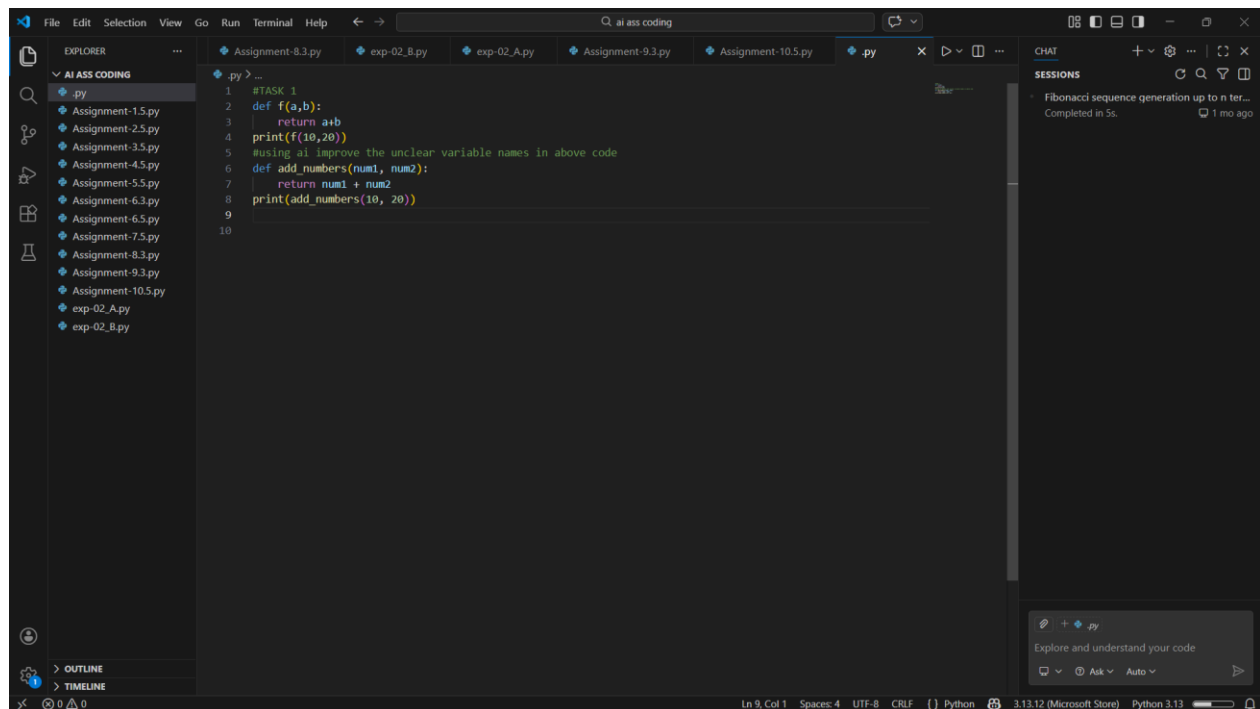 File Edit Selection View Go Run Terminal Help
ai ass coding
EXPLORER
AI ASS CODING
.py
Assignment-1.5.py
Assignment-2.5.py
Assignment-3.5.py
Assignment-4.5.py
Assignment-5.5.py
Assignment-6.3.py
Assignment-6.5.py
Assignment-7.5.py
Assignment-8.3.py
Assignment-9.3.py
Assignment-10.5.py
exp-02_A.py
exp-02_B.py
OUTLINE
TIMELINE
Assignment-8.3.py exp-02_B.py exp-02_A.py Assignment-9.3.py Assignment-10.5.py .py
.py > ...
1 #TASK 1
2 def f(a,b):
3     return a+b
4 print(f(10,20))
5 #using ai improve the unclear variable names in above code
6 def add_numbers(num1, num2):
7     return num1 + num2
8 print(add_numbers(10, 20))
9
10
CHAT
SESSIONS
Fibonacci sequence generation up to n ter...
Completed in 5s. 1 mo ago
.py
Explore and understand your code
Ask Auto
1
0 0 Ln 9, Col 1 Spaces: 4 UTF-8 CRLF {} Python 3.13.12 (Microsoft Store) Python 3.13